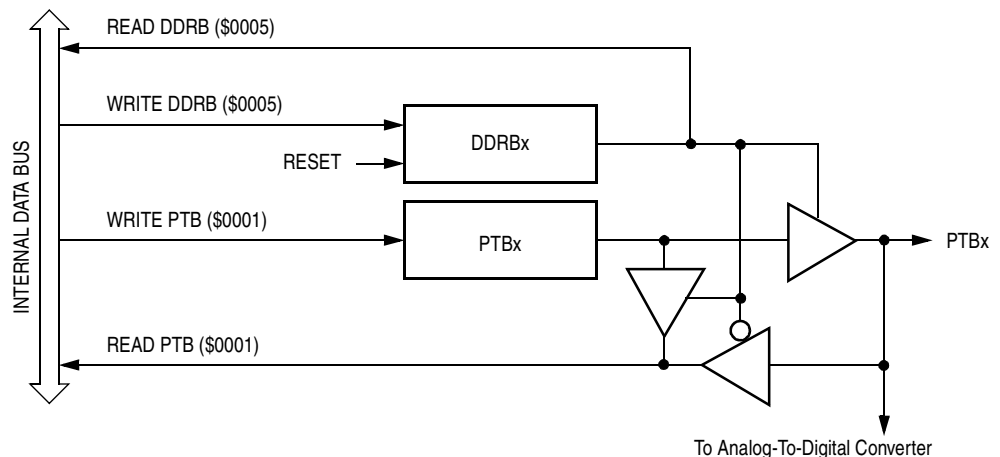 READ DDRB ($0005)
WRITE DDRB ($0005)
DDRBx
RESET
INTERNAL DATA BUS
WRITE PTB ($0001)
PTBx
PTBx
READ PTB ($0001)
To Analog-To-Digital Converter